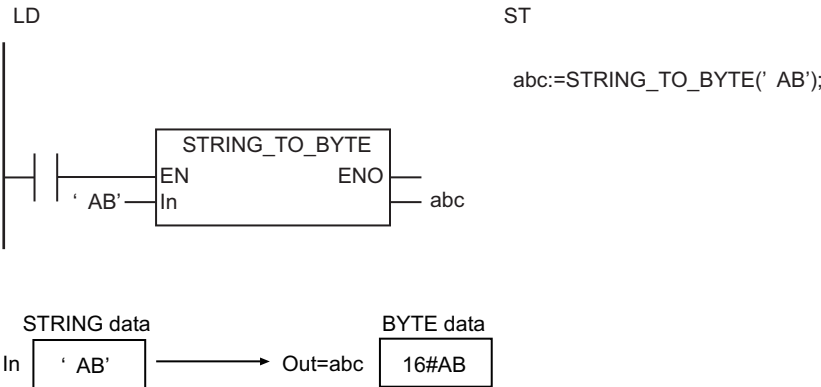 LD
ST
abc:=STRING_TO_BYTE(‘ AB’);
STRING_TO_BYTE
EN ENO
‘ AB’ In abc
STRING data BYTE data
In ‘ AB’ Out=abc 16#AB